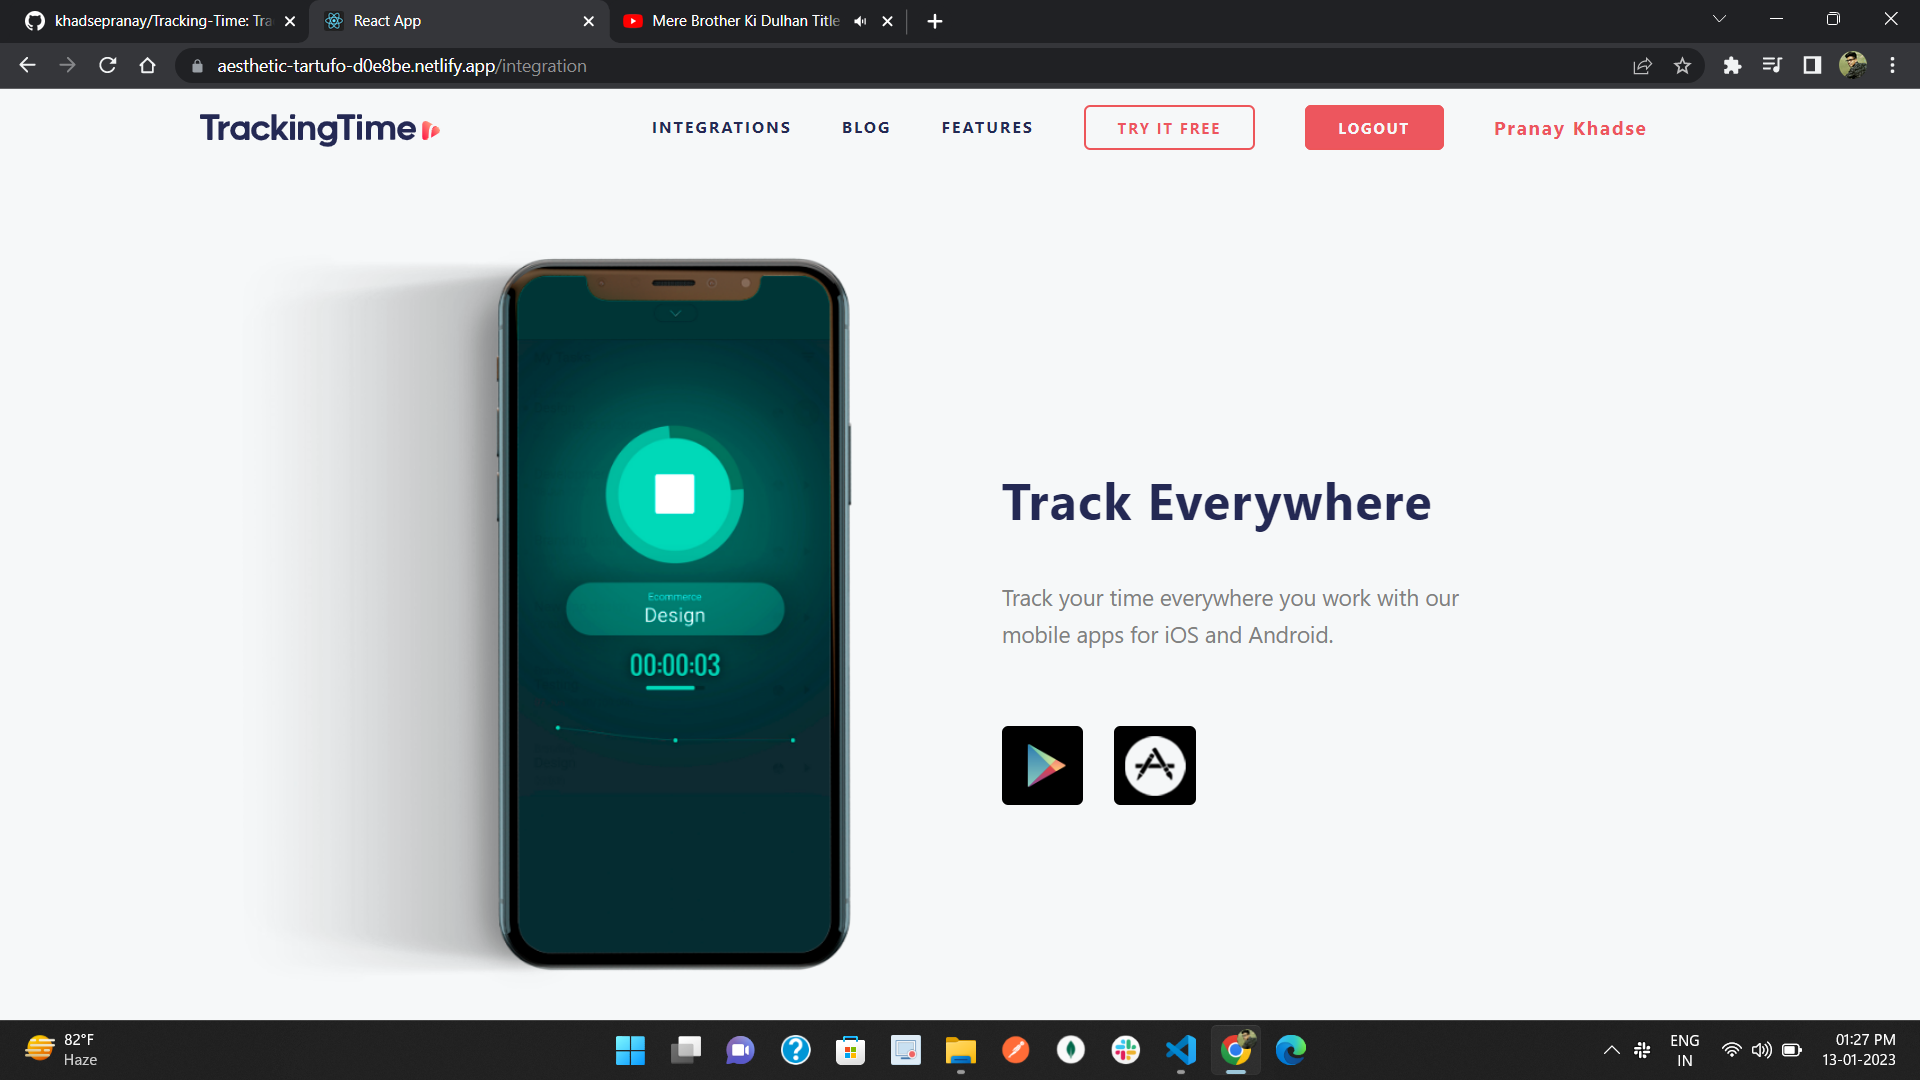 khadsepranay/Tracking-Time: Tra
React App
Mere Brother Ki Dulhan Title
aesthetic-tartufo-d0e8be.netlify.app/integration
TrackingTime
INTEGRATIONS
BLOG
FEATURES
TRY IT FREE
LOGOUT
Pranay Khadse
Ecommerce
Design
00:00:03
Track Everywhere
Track your time everywhere you work with our
mobile apps for iOS and Android.
82°F
Haze
ENG
IN
01:27 PM
13-01-2023